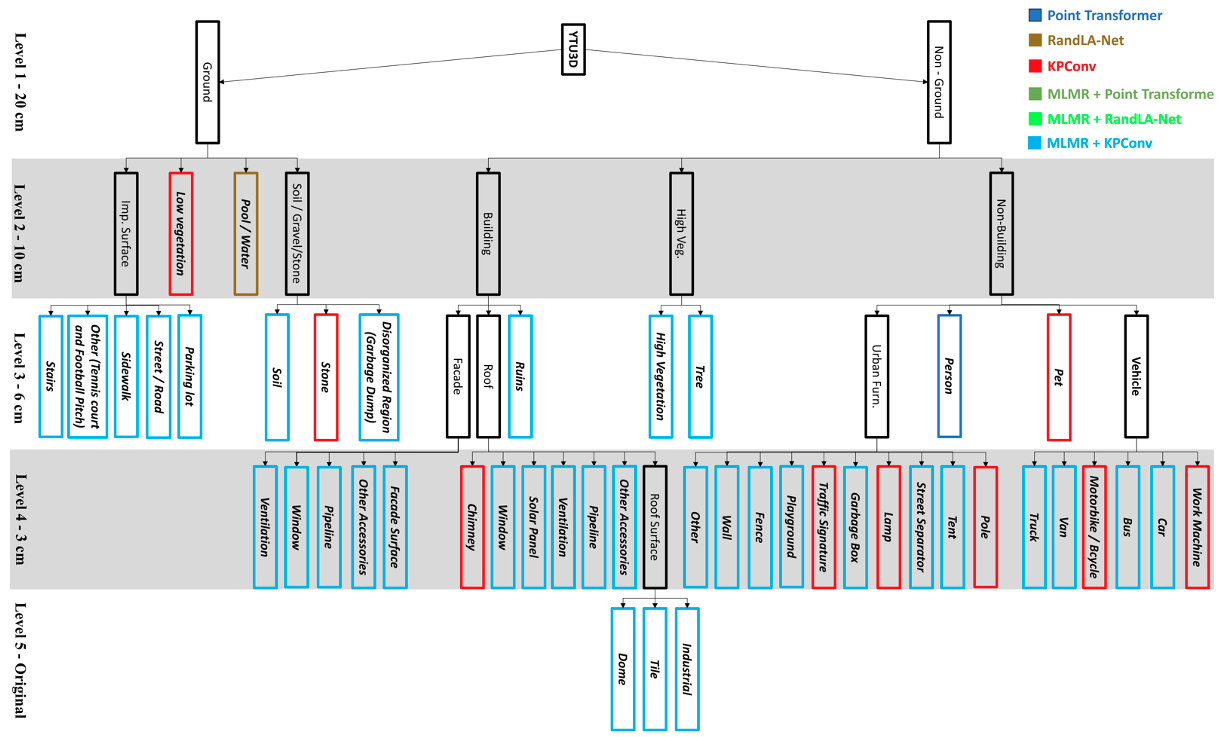 Point Transformer
RandLA-Net
KPConv
MLMR + Point Transforme
MLMR + RandLA-Net
MLMR + KPConv
Level 1 - 20 cm
Ground
YTU3D
Non - Ground
Level 2 - 10 cm
Imp. Surface
Low vegetation
Pool / Water
Soil / Gravel/Stone
Building
High Veg.
Non-Building
Level 3 - 6 cm
Stairs
Other (Tennis court
and Football Pitch)
Sidewalk
Street / Road
Parking lot
Soil
Stone
Disorganized Region
(Garbage Dump)
Facade
Roof
Ruins
High Vegetation
Tree
Urban Furn.
Person
Pet
Vehicle
Level 4 - 3 cm
Ventilation
Window
Pipeline
Other Accessories
Facade Surface
Chimney
Window
Solar Panel
Ventilation
Pipeline
Other Accessories
Roof Surface
Other
Wall
Fence
Playground
Traffic Signature
Garbage Box
Lamp
Street Separator
Tent
Pole
Truck
Van
Motorbike / Bcycle
Bus
Car
Work Machine
Level 5 - Original
Dome
Tile
Industrial